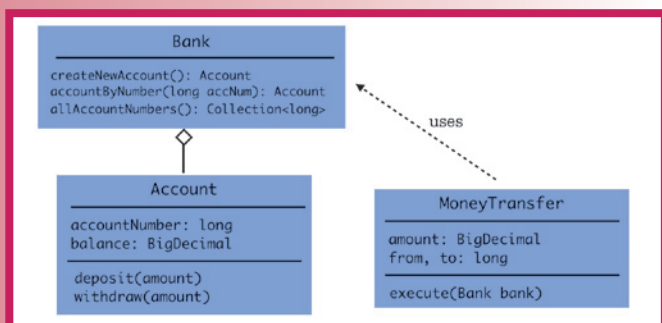 Bank
createNewAccount(): Account
accountByNumber(long accNum): Account
allAccountNumbers(): Collection<long>
uses
Account
accountNumber: long
balance: BigDecimal
deposit(amount)
withdraw(amount)
MoneyTransfer
amount: BigDecimal
from, to: long
execute(Bank bank)